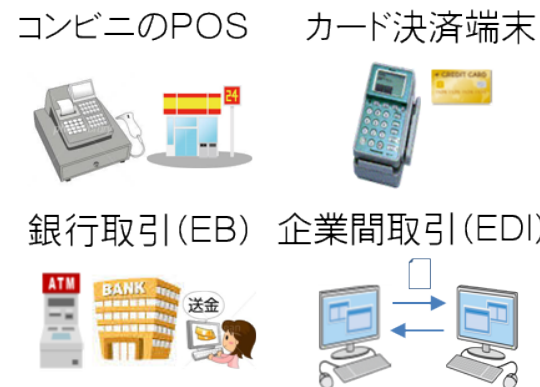 コンビニのPOS
カード決済端末
24
CREDIT CARD
銀行取引(EB)
企業間取引(EDI)
ATM
BANK
送金